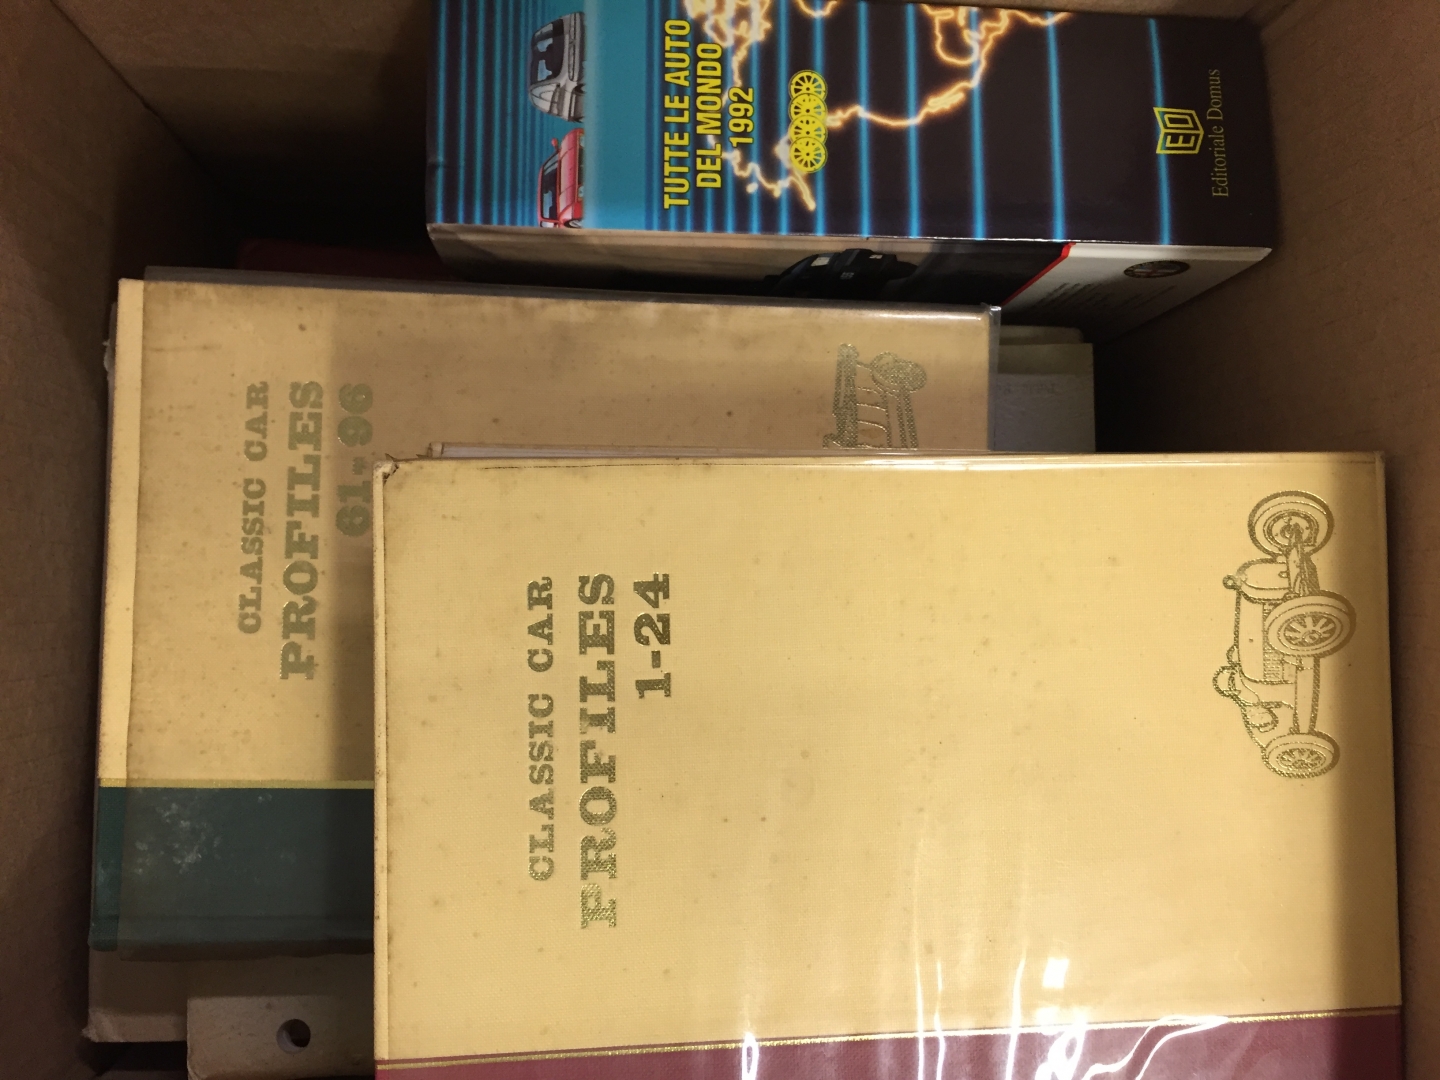 TUTTE LE AUTO
DEL MONDO
1992
ED
Editoriale Domus
CLASSIC CAR
PROFILES
61-96
CLASSIC CAR
PROFILES
1-24